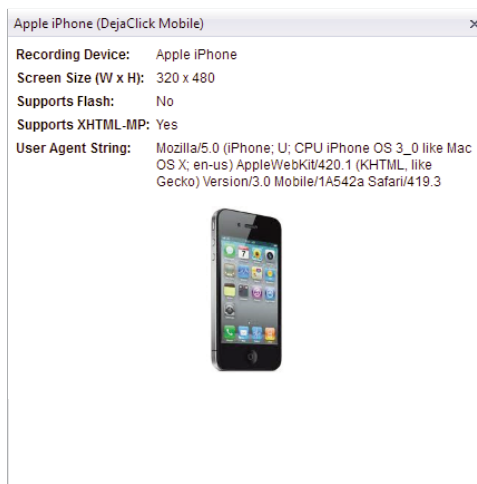 Apple iPhone (DejaClick Mobile)
Recording Device: Apple iPhone
Screen Size (W x H): 320 x 480
Supports Flash: No
Supports XHTML-MP: Yes
User Agent String: Mozilla/5.0 (iPhone; U; CPU iPhone OS 3_0 like Mac
OS X; en-us) AppleWebKit/420.1 (KHTML, like
Gecko) Version/3.0 Mobile/1A542a Safari/419.3
7